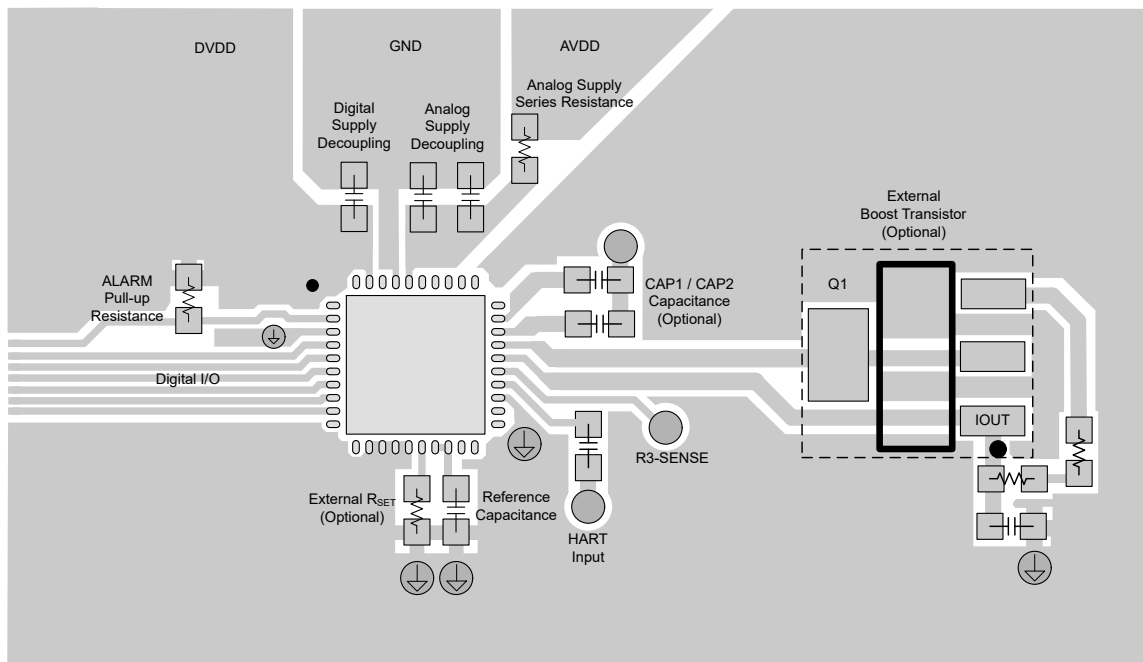 DVDD
GND
AVDD
Analog Supply
Series Resistance
Digital
Supply
Decoupling
Analog
Supply
Decoupling
External
Boost Transistor
(Optional)
ALARM
Pull-up
Resistance
CAP1 / CAP2
Capacitance
(Optional)
Q1
Digital I/O
IOUT
R3-SENSE
External RSET
(Optional)
Reference
Capacitance
HART
Input